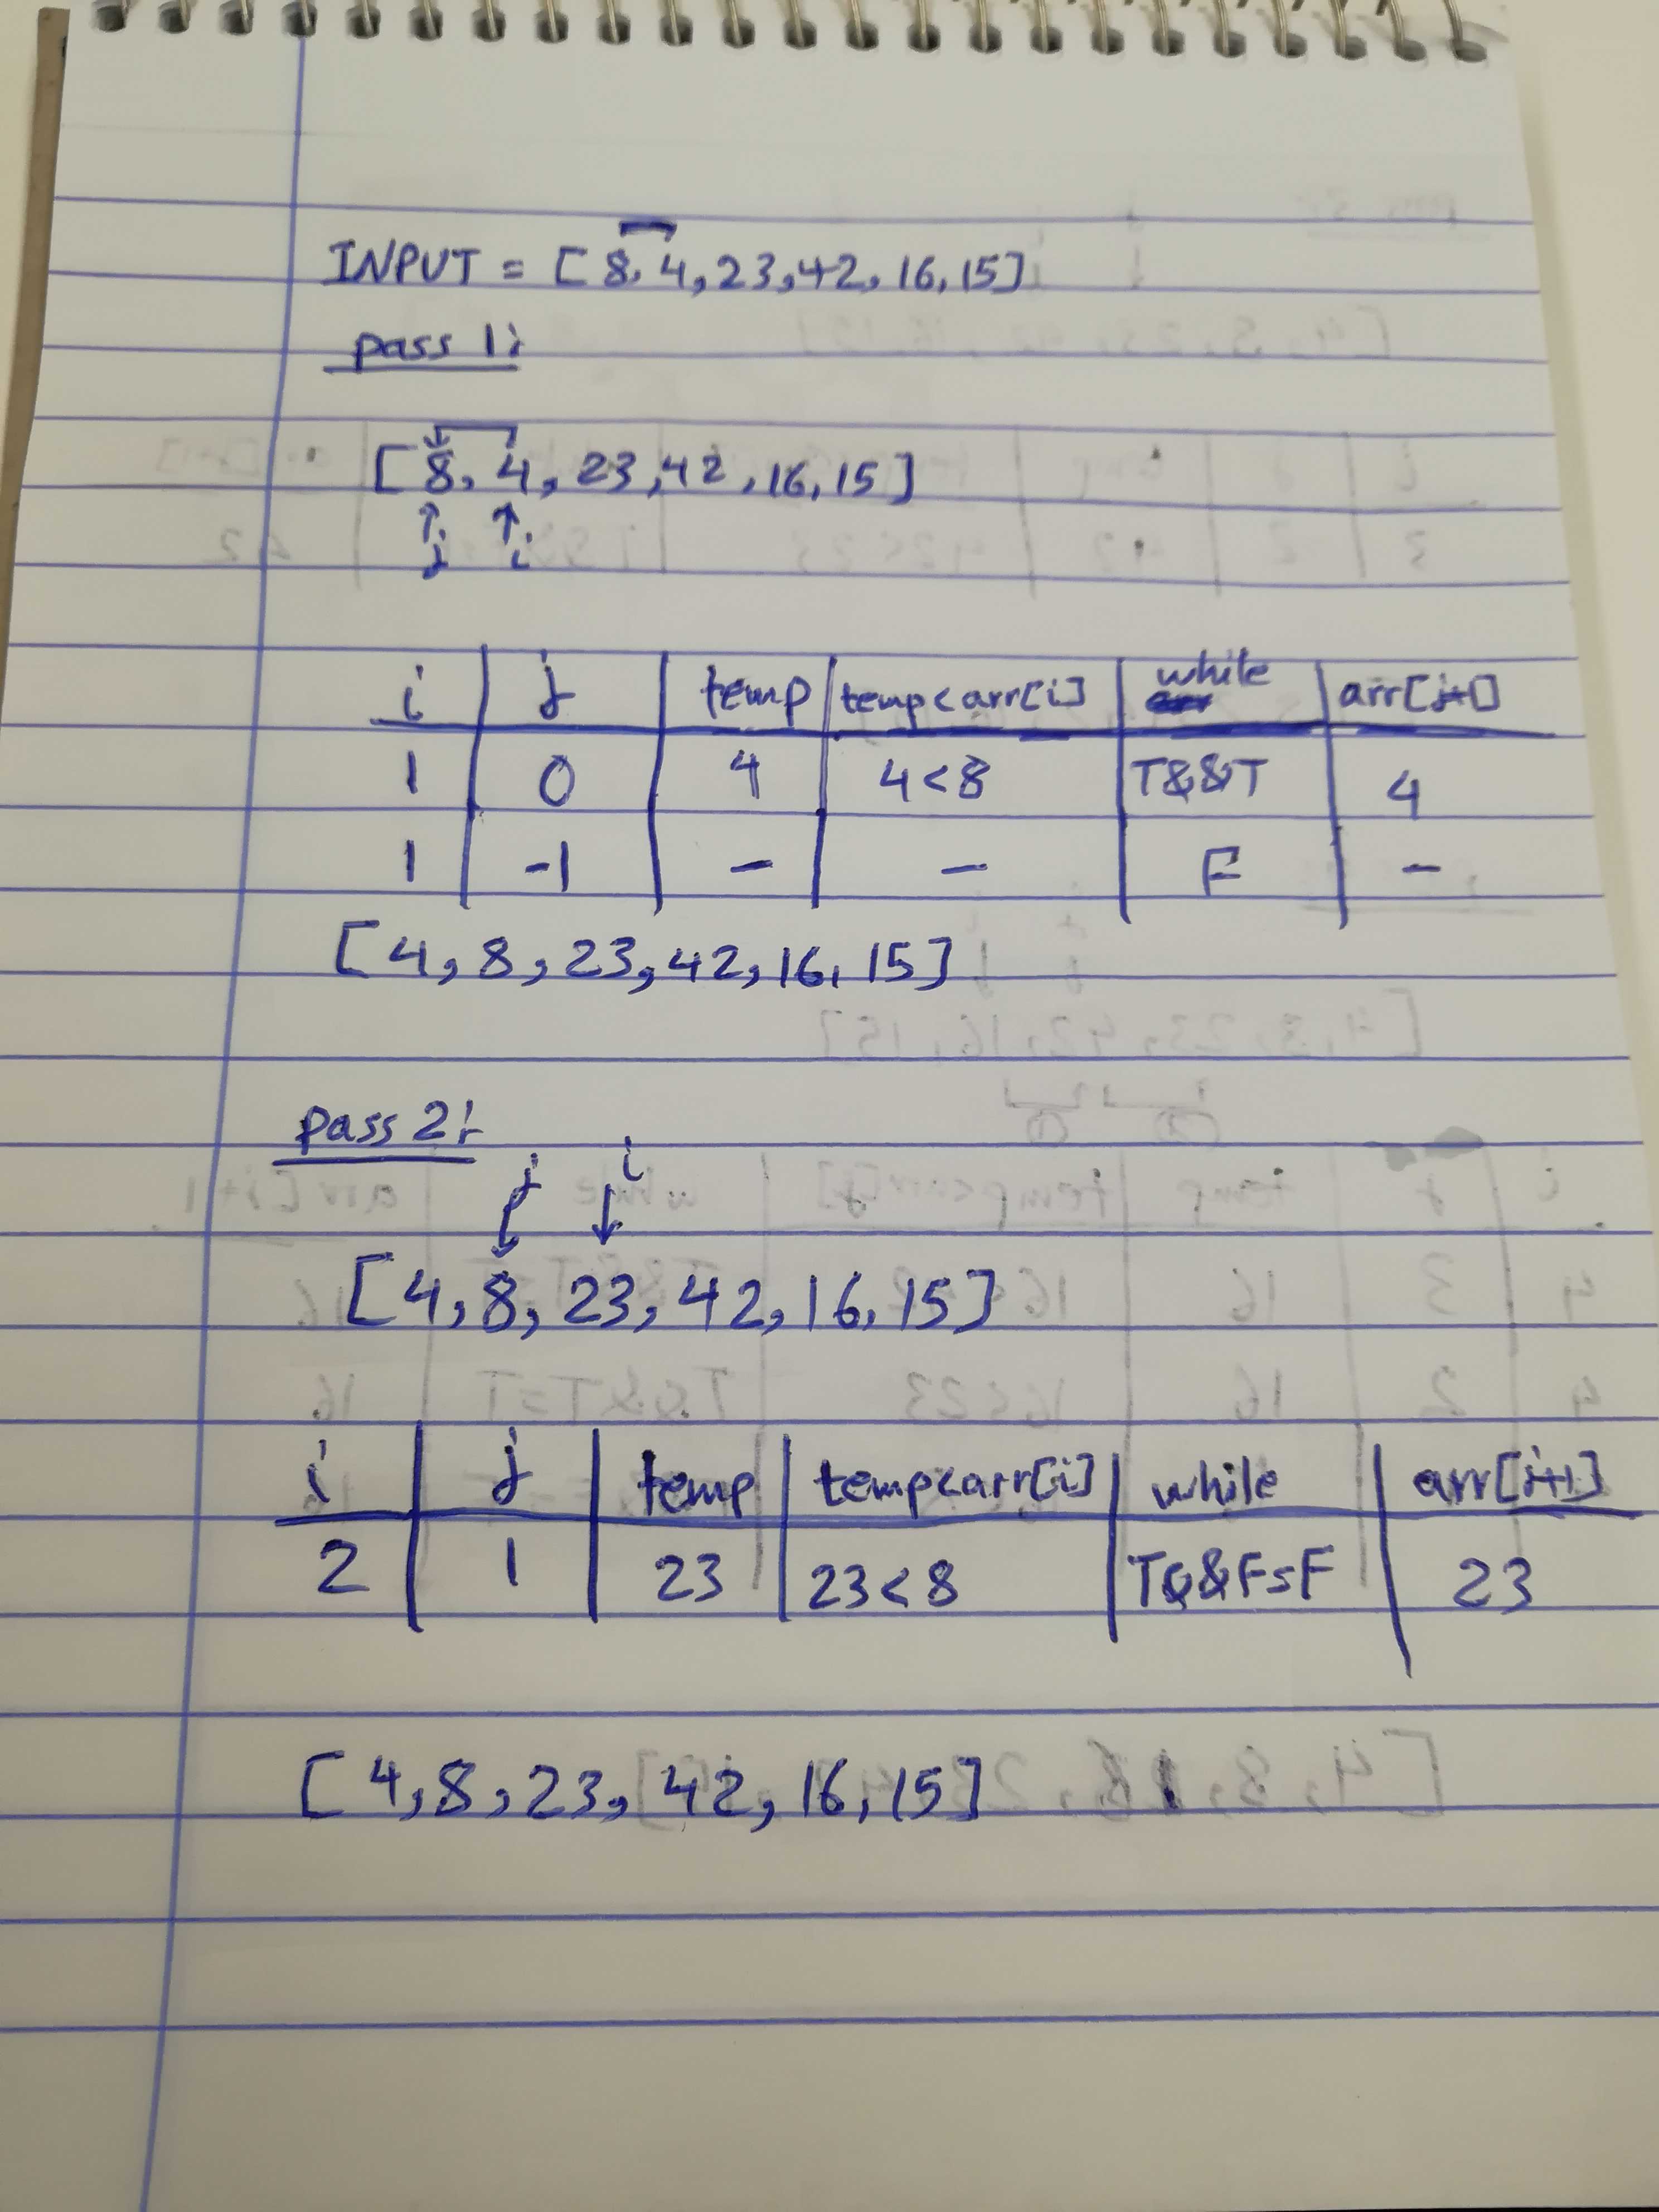 INPUT = [8, 4, 23, 42, 16, 15]
pass 1:
[8, 4, 23, 42, 16, 15]
j i
i j temp temp<arr[i] while arr[j+1]
1 0 4 4<8 T&&T 4
1 -1 - - F -
[4, 8, 23, 42, 16, 15]
pass 2:
j i
[4, 8, 23, 42, 16, 15]
i j temp temp<arr[i] while arr[j+1]
2 1 23 23<8 T&&F=F 23
[4, 8, 23, 42, 16, 15]